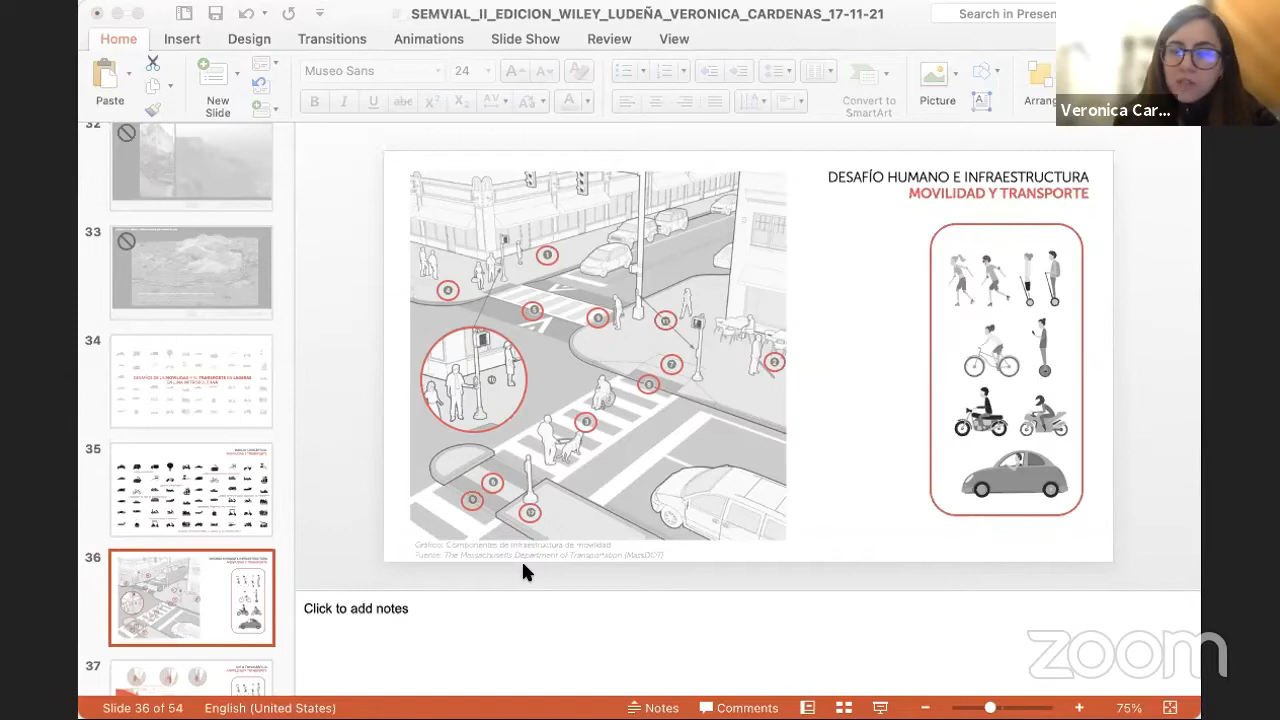 SEMVIAL_II_EDICION_WILEY_LUDEÑA_VERONICA_CARDENAS_17-11-21
Search in Presen
Home Insert Design Transitions Animations Slide Show Review View
Museo Sans 24
Paste
New
Slide
Convert to
SmartArt
Picture
Arrang
Veronica Car...
32
33
34
35
36
37
DESAFÍO HUMANO E INFRAESTRUCTURA
MOVILIDAD Y TRANSPORTE
Gráfico: Componentes de infraestructura de movilidad
Fuente: The Massachusetts Department of Transportation (MassDOT)
Click to add notes
zoom
Slide 36 of 54 English (United States) Notes Comments 75%